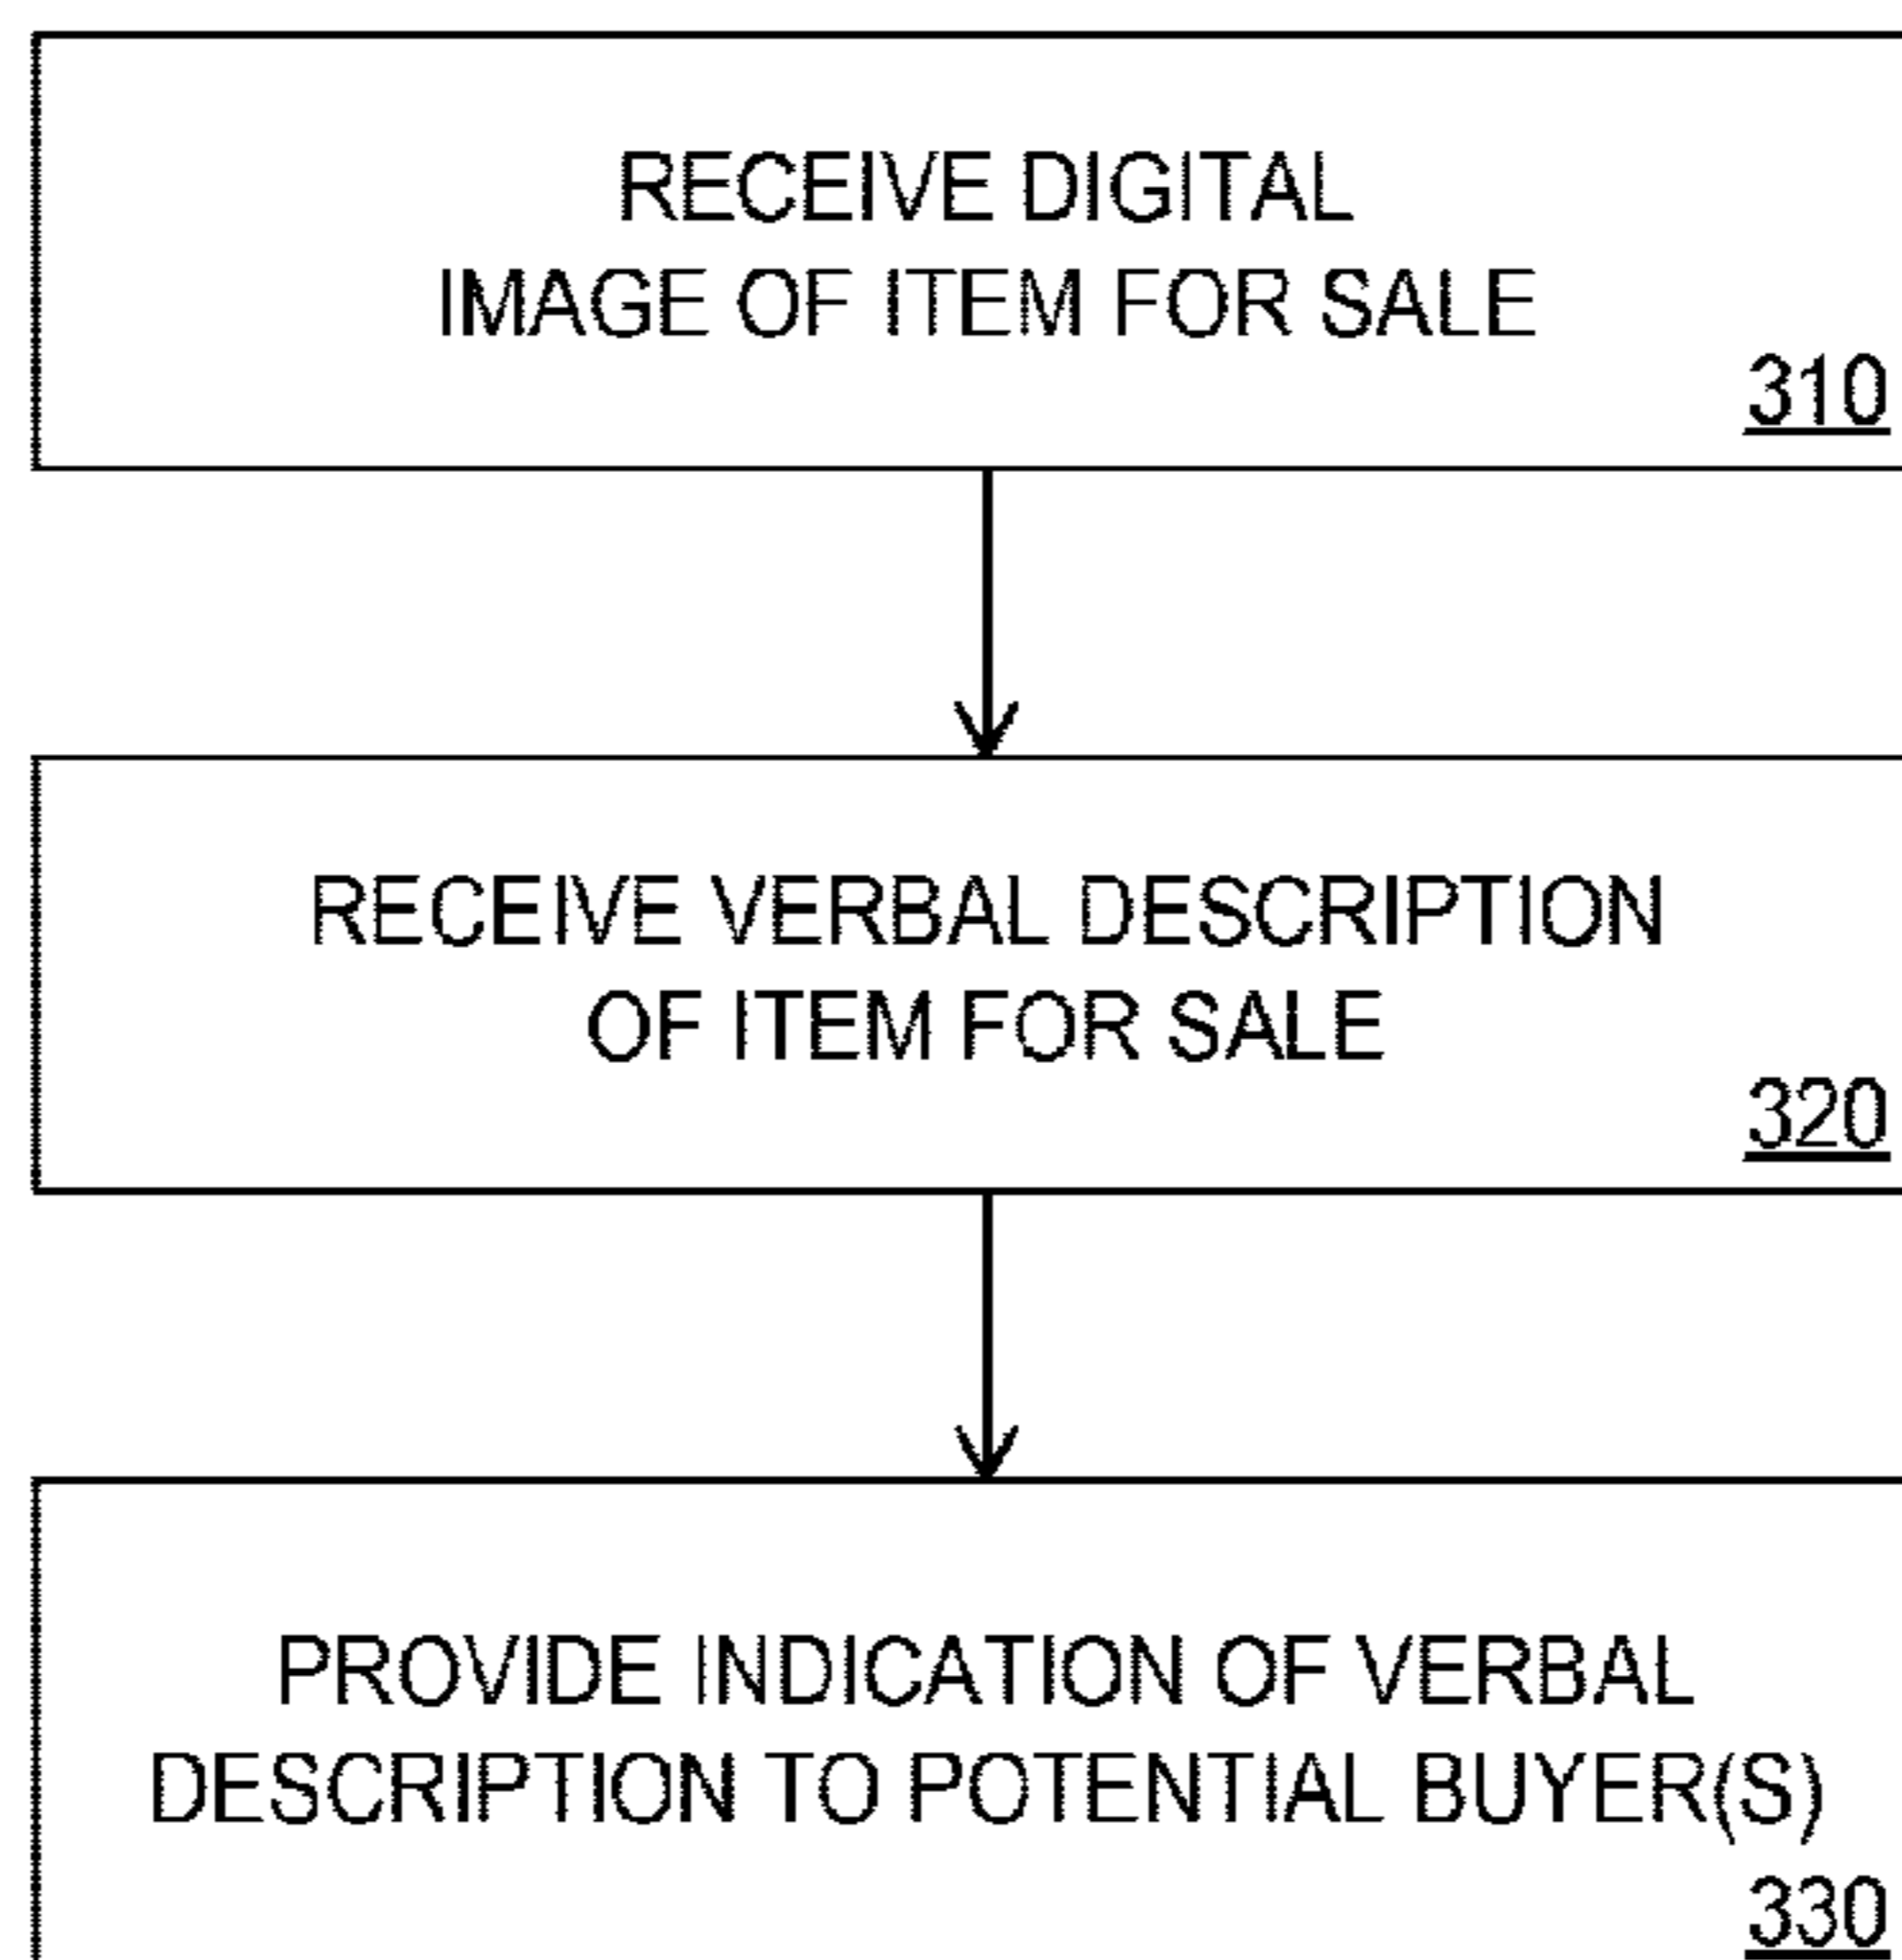 RECEIVE DIGITAL
IMAGE OF ITEM FOR SALE
310
RECEIVE VERBAL DESCRIPTION
OF ITEM FOR SALE
320
PROVIDE INDICATION OF VERBAL
DESCRIPTION TO POTENTIAL BUYER(S)
330